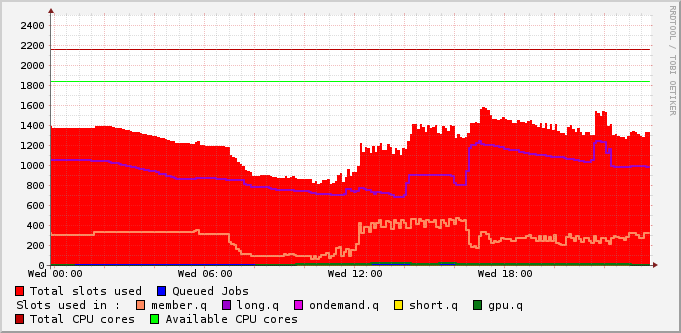 RRDTOOL / TOBI OETIKER
2400
2200
2000
1800
1600
1400
1200
1000
800
600
400
200
0
Wed 00:00 Wed 06:00 Wed 12:00 Wed 18:00
Total slots used Queued Jobs
Slots used in : member.q long.q ondemand.q short.q gpu.q
Total CPU cores Available CPU cores